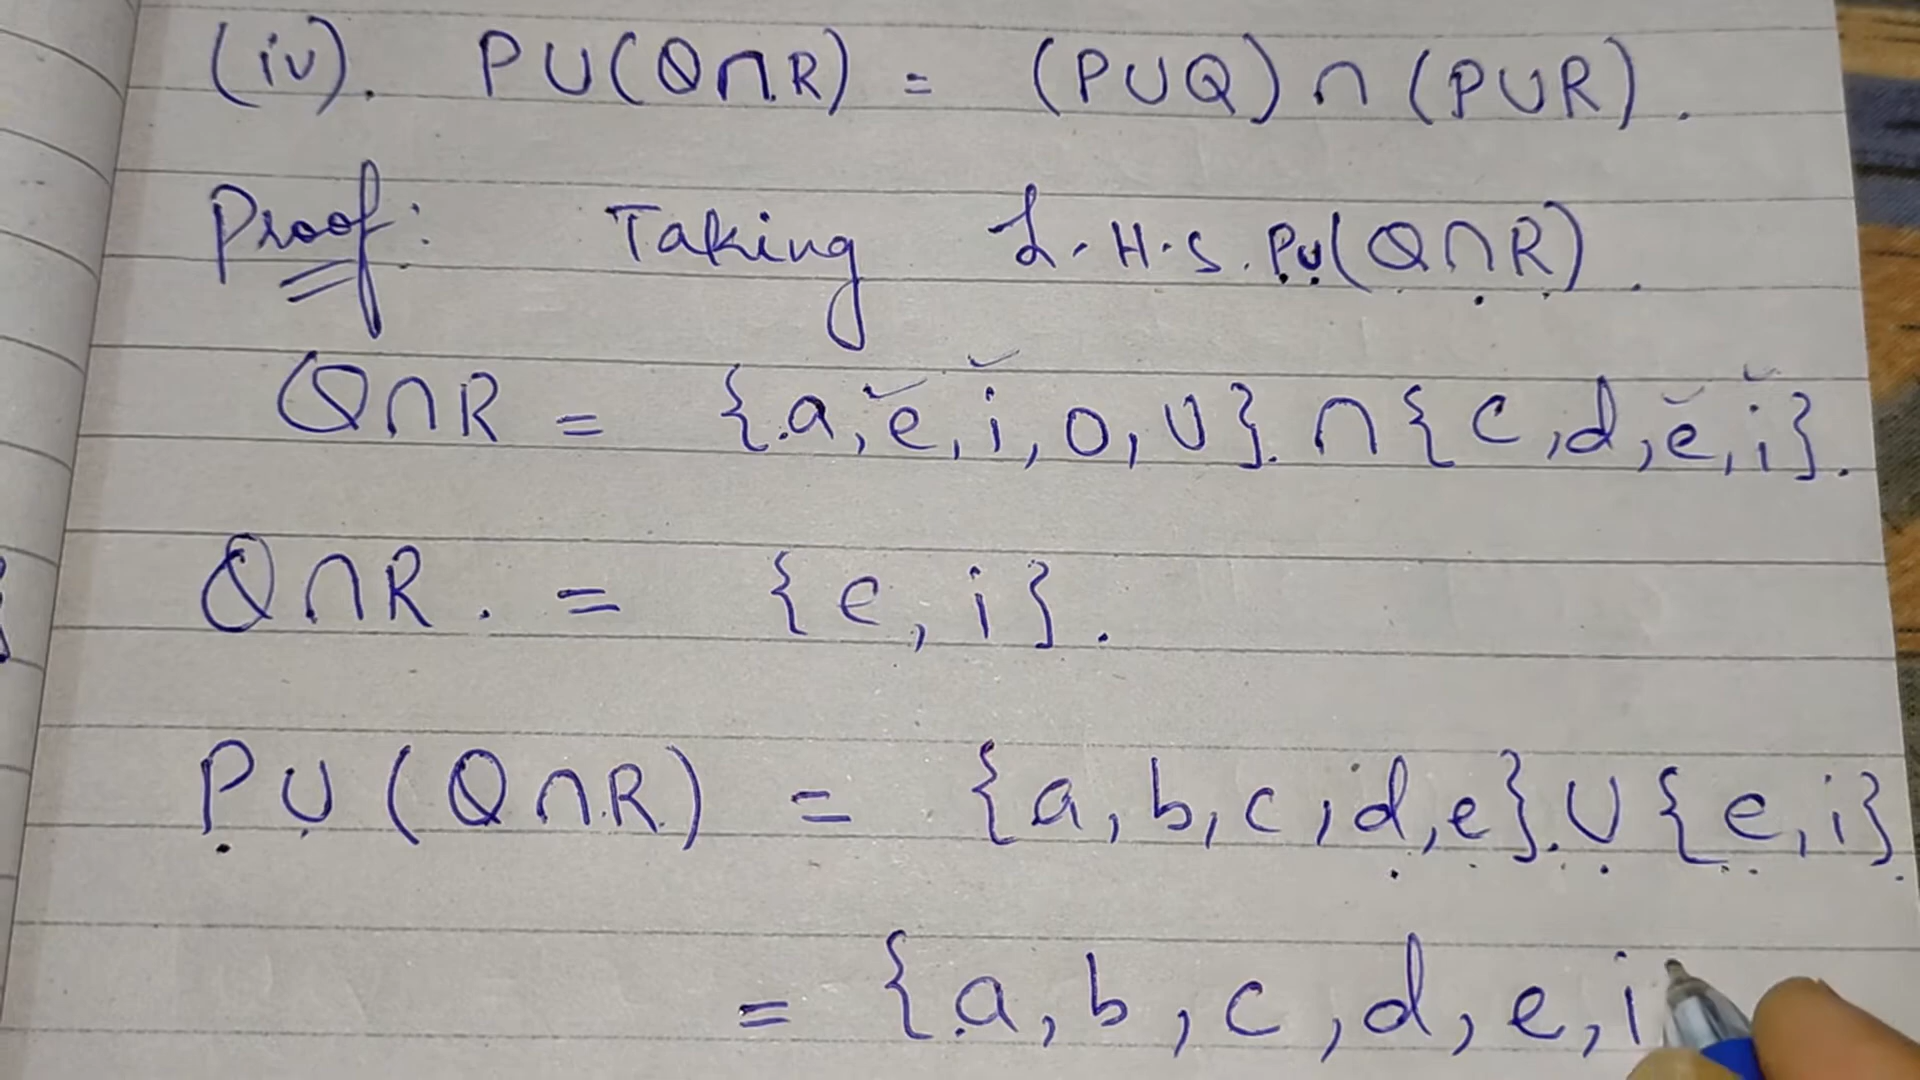 (iv). P∪(Q∩R) = (P∪Q)∩(P∪R).
Proof: Taking L.H.S. P∪(Q∩R).
Q∩R = {a, e, i, o, u}. ∩ {c, d, e, i}.
Q∩R. = {e, i}.
P∪(Q∩R) = {a, b, c, d, e}. ∪ {e, i}
= {a, b, c, d, e, i